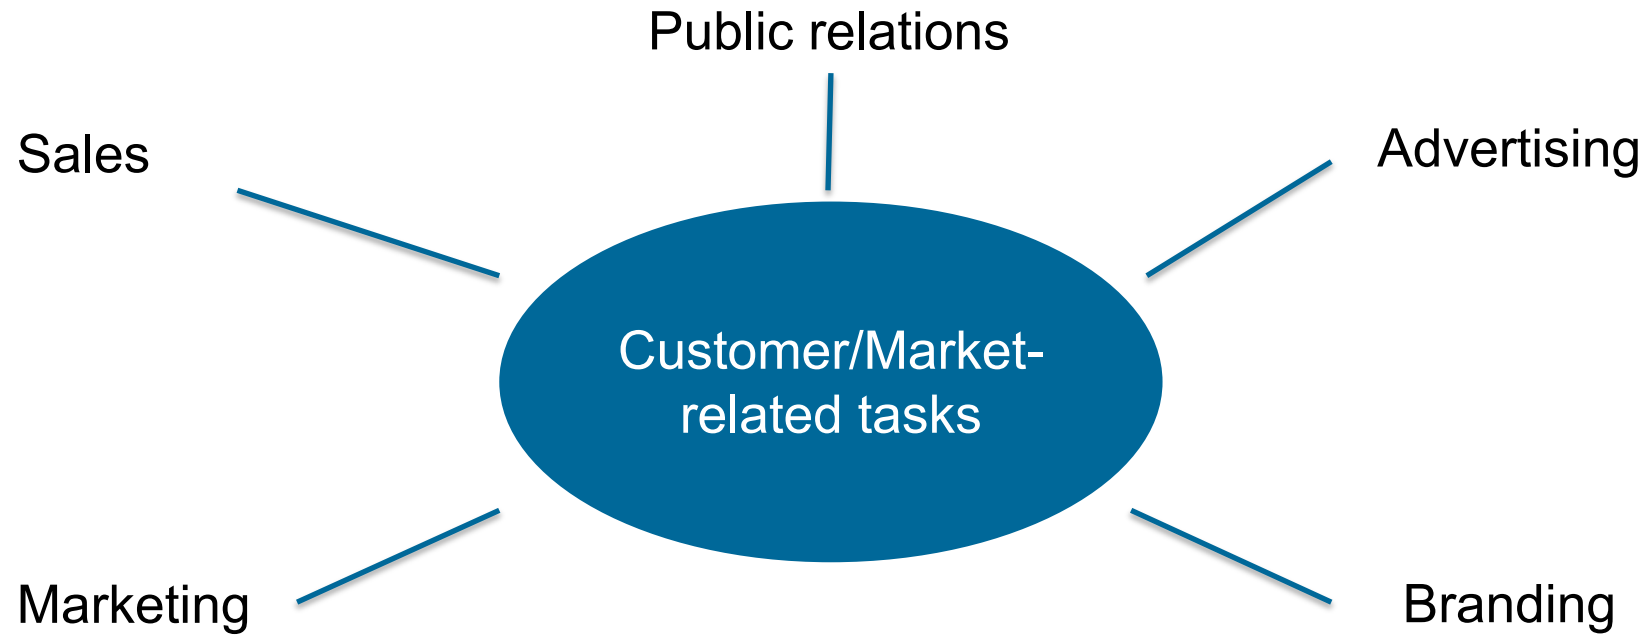 Public relations
Sales
Advertising
Customer/Market-
related tasks
Marketing
Branding